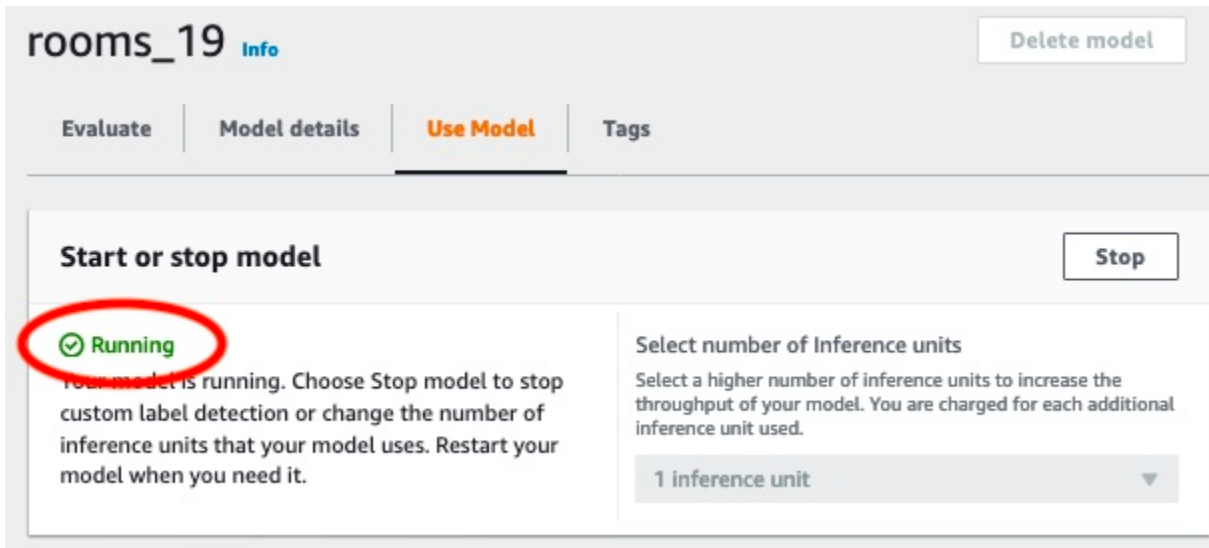 rooms_19 Info
Delete model
Evaluate
Model details
Use Model
Tags
Start or stop model
Stop
Running
Your model is running. Choose Stop model to stop
custom label detection or change the number of
inference units that your model uses. Restart your
model when you need it.
Select number of Inference units
Select a higher number of inference units to increase the
throughput of your model. You are charged for each additional
inference unit used.
1 inference unit